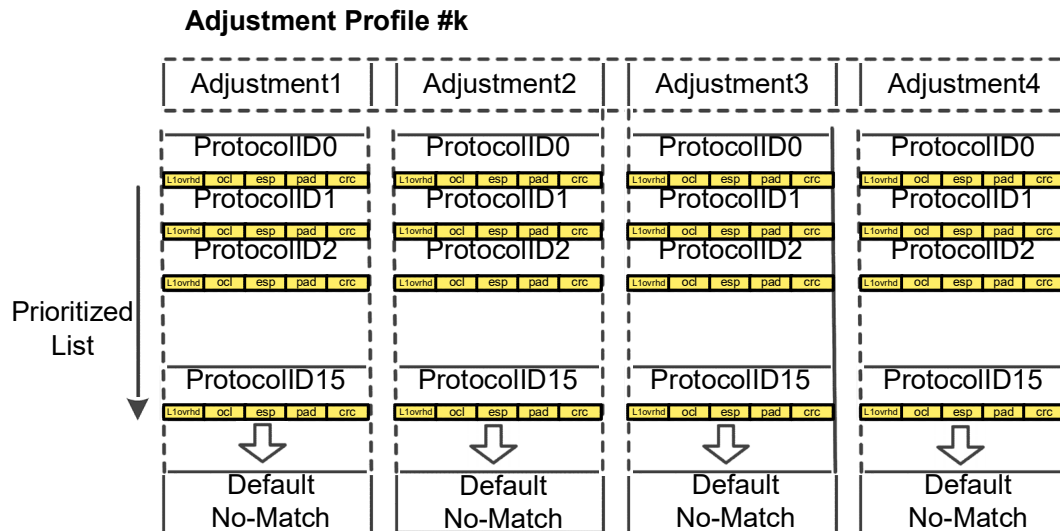 Adjustment Profile #k
Adjustment1 Adjustment2 Adjustment3 Adjustment4
ProtocolID0 ProtocolID0 ProtocolID0 ProtocolID0
L1ovrhd ocl esp pad crc L1ovrhd ocl esp pad crc L1ovrhd ocl esp pad crc L1ovrhd ocl esp pad crc
ProtocolID1 ProtocolID1 ProtocolID1 ProtocolID1
L1ovrhd ocl esp pad crc L1ovrhd ocl esp pad crc L1ovrhd ocl esp pad crc L1ovrhd ocl esp pad crc
ProtocolID2 ProtocolID2 ProtocolID2 ProtocolID2
L1ovrhd ocl esp pad crc L1ovrhd ocl esp pad crc L1ovrhd ocl esp pad crc L1ovrhd ocl esp pad crc
Prioritized
List
ProtocolID15 ProtocolID15 ProtocolID15 ProtocolID15
L1ovrhd ocl esp pad crc L1ovrhd ocl esp pad crc L1ovrhd ocl esp pad crc L1ovrhd ocl esp pad crc
Default Default Default Default
No-Match No-Match No-Match No-Match